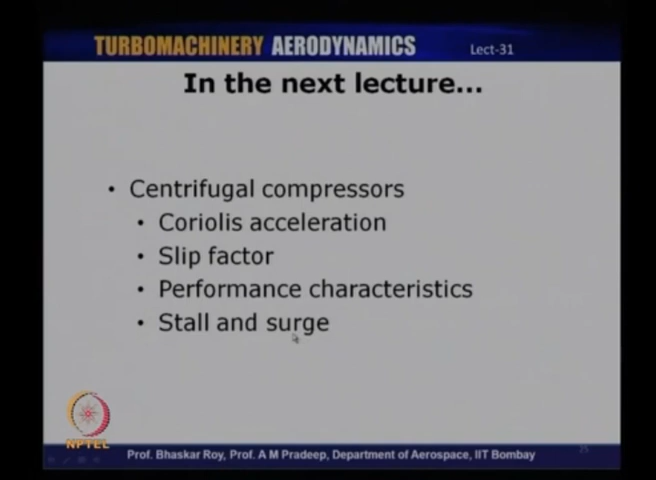 TURBOMACHINERY AERODYNAMICS Lect-31
In the next lecture...
• Centrifugal compressors
• Coriolis acceleration
• Slip factor
• Performance characteristics
• Stall and surge
NPTEL
Prof. Bhaskar Roy, Prof. A M Pradeep, Department of Aerospace, IIT Bombay